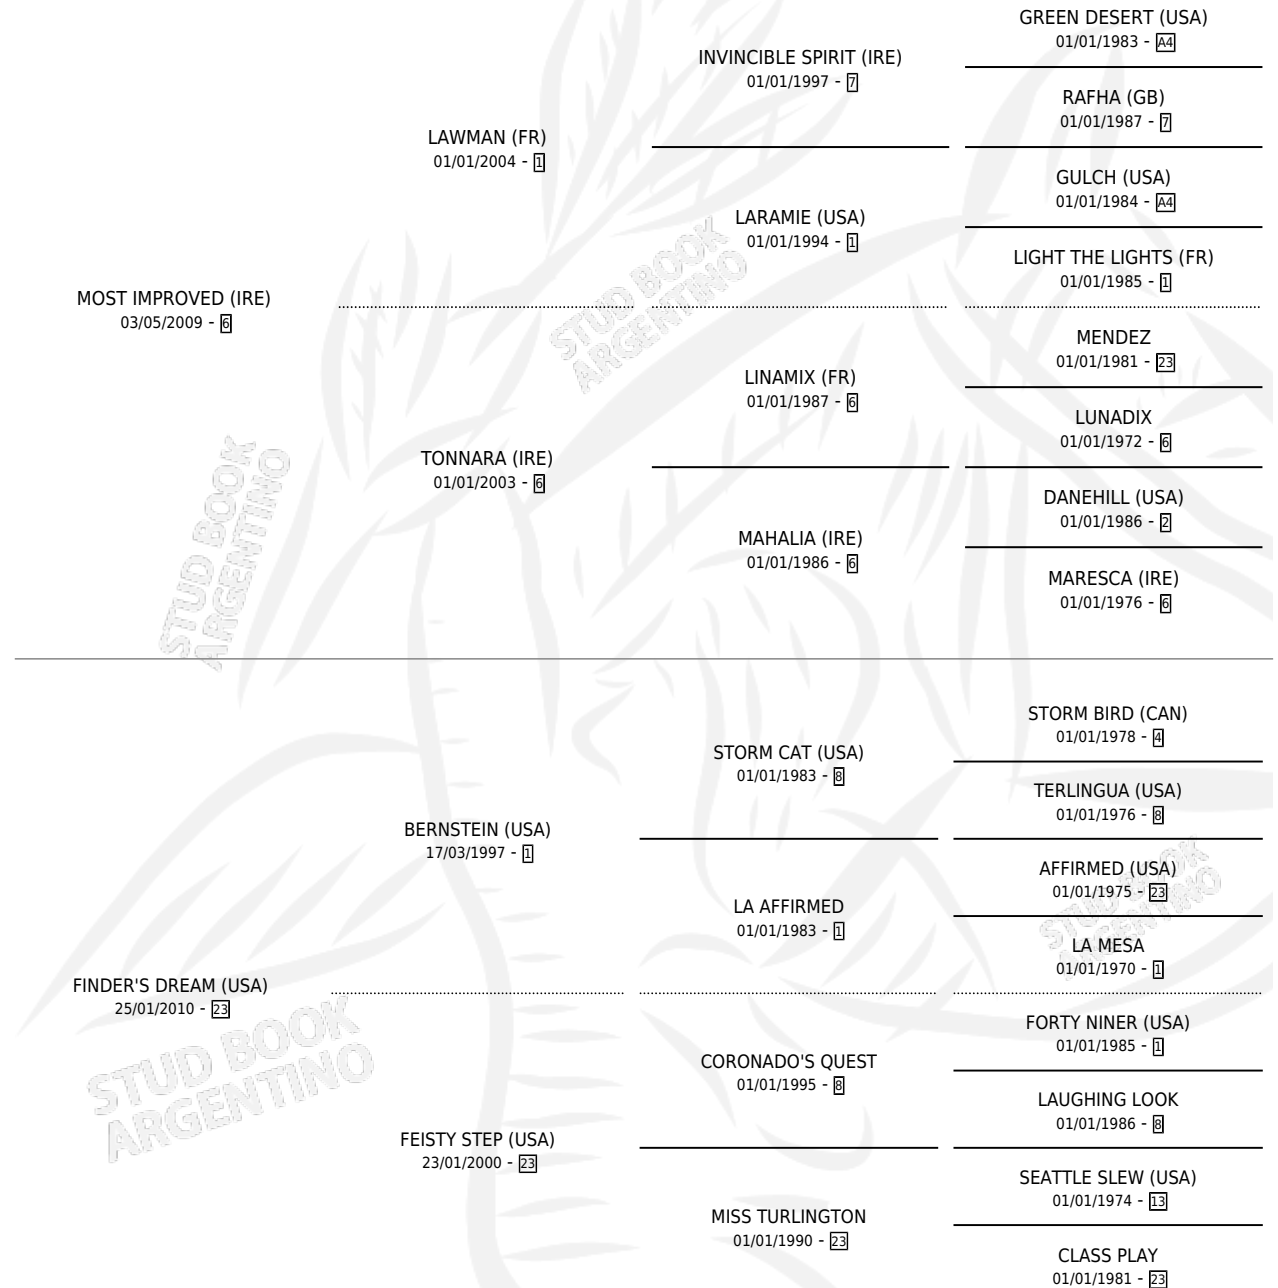 GREEN DESERT (USA)
01/01/1983 - A4
INVINCIBLE SPIRIT (IRE)
01/01/1997 - 7
RAFHA (GB)
01/01/1987 - 7
LAWMAN (FR)
01/01/2004 - 1
GULCH (USA)
01/01/1984 - A4
LARAMIE (USA)
01/01/1994 - 1
LIGHT THE LIGHTS (FR)
01/01/1985 - 1
MOST IMPROVED (IRE)
03/05/2009 - 6
MENDEZ
01/01/1981 - 23
LINAMIX (FR)
01/01/1987 - 6
LUNADIX
01/01/1972 - 6
TONNARA (IRE)
01/01/2003 - 6
DANEHILL (USA)
01/01/1986 - 2
MAHALIA (IRE)
01/01/1986 - 6
MARESCA (IRE)
01/01/1976 - 6
STORM BIRD (CAN)
01/01/1978 - 4
STORM CAT (USA)
01/01/1983 - 8
TERLINGUA (USA)
01/01/1976 - 8
BERNSTEIN (USA)
17/03/1997 - 1
AFFIRMED (USA)
01/01/1975 - 23
LA AFFIRMED
01/01/1983 - 1
LA MESA
01/01/1970 - 1
FINDER'S DREAM (USA)
25/01/2010 - 23
FORTY NINER (USA)
01/01/1985 - 1
CORONADO'S QUEST
01/01/1995 - 8
LAUGHING LOOK
01/01/1986 - 8
FEISTY STEP (USA)
23/01/2000 - 23
SEATTLE SLEW (USA)
01/01/1974 - 13
MISS TURLINGTON
01/01/1990 - 23
CLASS PLAY
01/01/1981 - 23
STUD BOOK
ARGENTINO
STUD BOOK
ARGENTINO
STUD BOOK
ARGENTINO
STUD BOOK
ARGENTINO